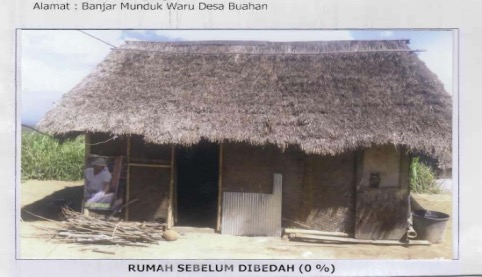 Alamat : Banjar Munduk Waru Desa Buahan
RUMAH SEBELUM DIBEDAH (0 %)